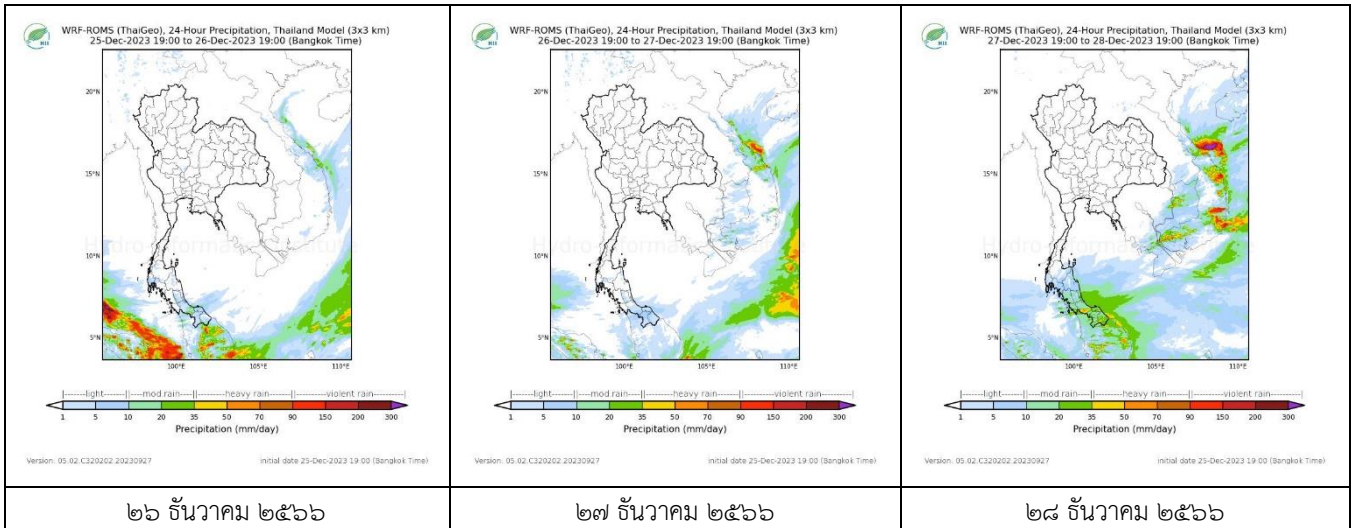 HII
WRF-ROMS (ThaiGeo), 24-Hour Precipitation, Thailand Model (3x3 km)
25-Dec-2023 19:00 to 26-Dec-2023 19:00 (Bangkok Time)
20°N
15°N
10°N
5°N
100°E 105°E 110°E
Hydro Informatics Institute
|------light------||---mod rain---||------heavy rain------||------violent rain------|
1 5 10 20 35 50 70 90 150 200 300
Precipitation (mm/day)
Version: 05.02.C320202.20230927 initial date 25-Dec-2023 19:00 (Bangkok Time)
๒๖ ธันวาคม ๒๕๖๖
HII
WRF-ROMS (ThaiGeo), 24-Hour Precipitation, Thailand Model (3x3 km)
26-Dec-2023 19:00 to 27-Dec-2023 19:00 (Bangkok Time)
20°N
15°N
10°N
5°N
100°E 105°E 110°E
Hydro Informatics Institute
|------light------||---mod rain---||------heavy rain------||------violent rain------|
1 5 10 20 35 50 70 90 150 200 300
Precipitation (mm/day)
Version: 05.02.C320202.20230927 initial date 25-Dec-2023 19:00 (Bangkok Time)
๒๗ ธันวาคม ๒๕๖๖
HII
WRF-ROMS (ThaiGeo), 24-Hour Precipitation, Thailand Model (3x3 km)
27-Dec-2023 19:00 to 28-Dec-2023 19:00 (Bangkok Time)
20°N
15°N
10°N
5°N
100°E 105°E 110°E
Hydro Informatics Institute
|------light------||---mod rain---||------heavy rain------||------violent rain------|
1 5 10 20 35 50 70 90 150 200 300
Precipitation (mm/day)
Version: 05.02.C320202.20230927 initial date 25-Dec-2023 19:00 (Bangkok Time)
๒๘ ธันวาคม ๒๕๖๖